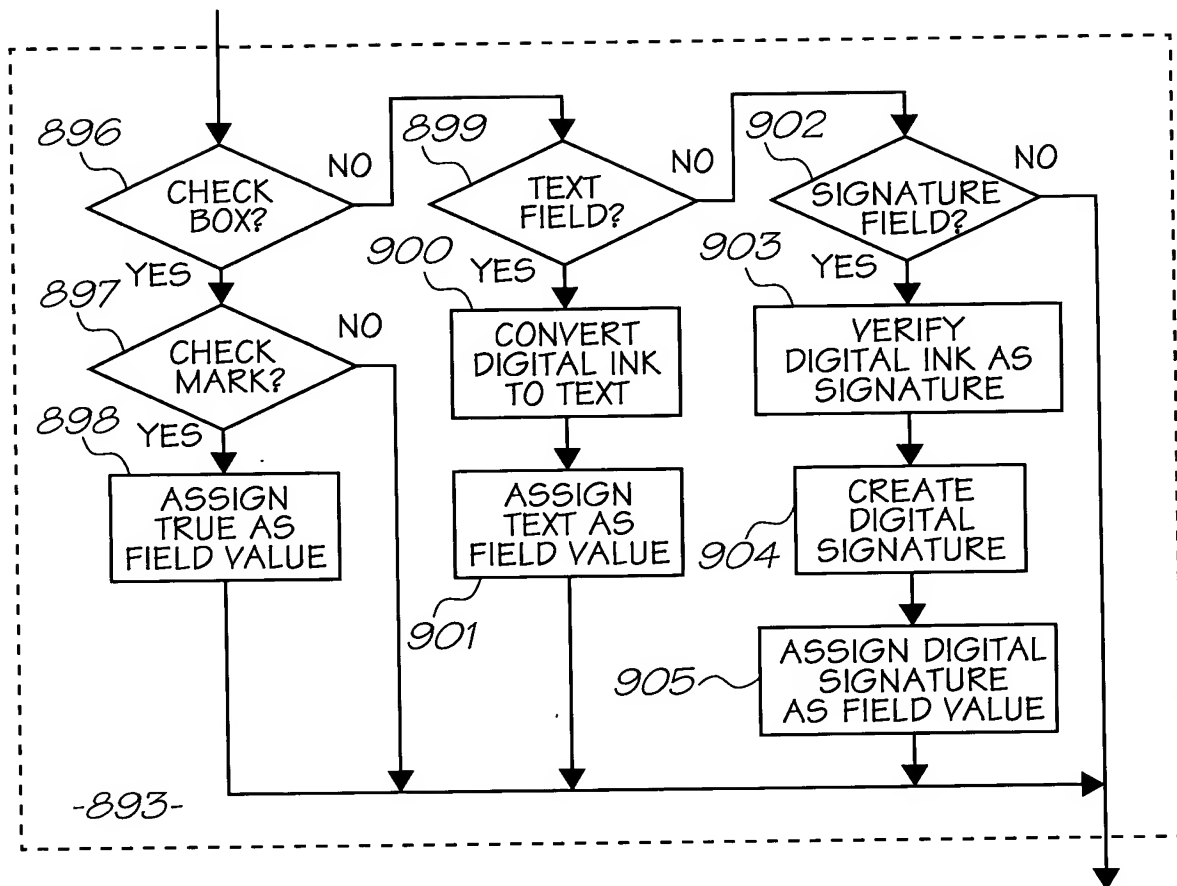 896
CHECK
BOX?
NO
YES
897
CHECK
MARK?
NO
YES
898
ASSIGN
TRUE AS
FIELD VALUE
899
TEXT
FIELD?
NO
YES
900
CONVERT
DIGITAL INK
TO TEXT
ASSIGN
TEXT AS
FIELD VALUE
901
902
SIGNATURE
FIELD?
NO
YES
903
VERIFY
DIGITAL INK AS
SIGNATURE
CREATE
DIGITAL
SIGNATURE
904
ASSIGN DIGITAL
SIGNATURE
AS FIELD VALUE
905
-893-